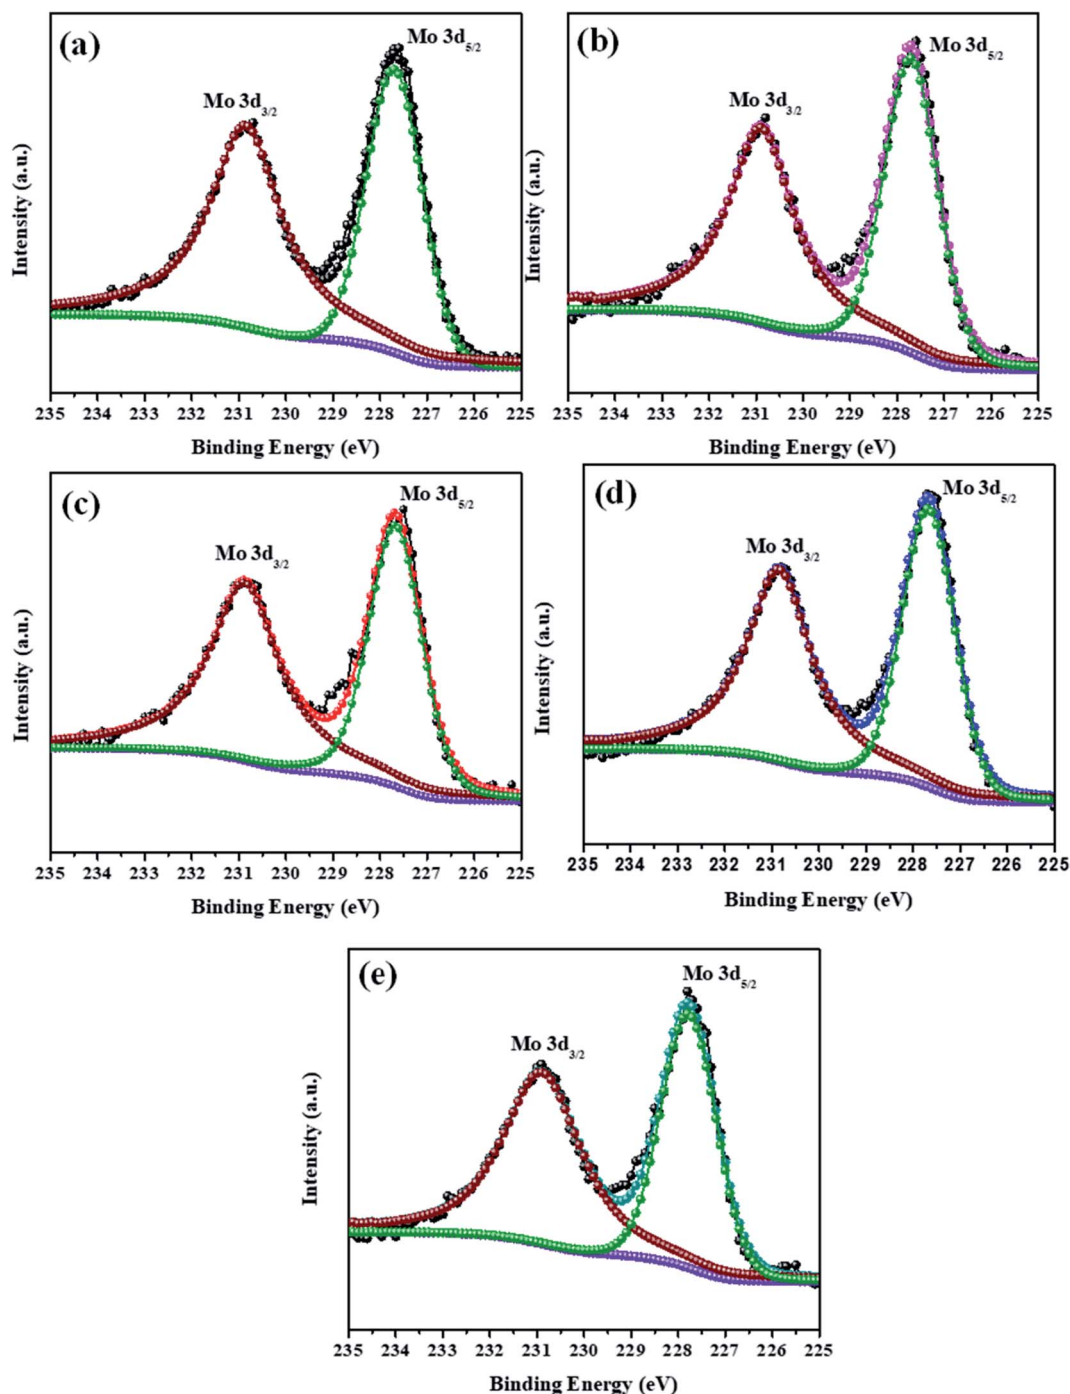 (a)
Mo 3d5/2
Mo 3d3/2
Intensity (a.u.)
235 234 233 232 231 230 229 228 227 226 225
Binding Energy (eV)
(b)
Mo 3d5/2
Mo 3d3/2
Intensity (a.u.)
235 234 233 232 231 230 229 228 227 226 225
Binding Energy (eV)
(c)
Mo 3d5/2
Mo 3d3/2
Intensity (a.u.)
235 234 233 232 231 230 229 228 227 226 225
Binding Energy (eV)
(d)
Mo 3d5/2
Mo 3d3/2
Intensity (a.u.)
235 234 233 232 231 230 229 228 227 226 225
Binding Energy (eV)
(e)
Mo 3d5/2
Mo 3d3/2
Intensity (a.u.)
235 234 233 232 231 230 229 228 227 226 225
Binding Energy (eV)